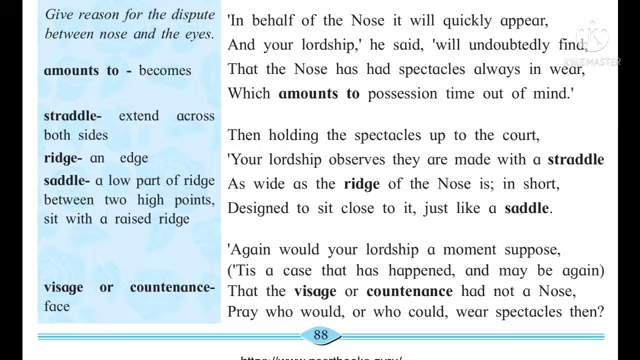 Give reason for the dispute
between nose and the eyes.
amounts to - becomes
straddle- extend across
both sides
ridge- an edge
saddle- a low part of ridge
between two high points,
sit with a raised ridge
visage or countenance-
face
'In behalf of the Nose it will quickly appear,
And your lordship,' he said, 'will undoubtedly find,
That the Nose has had spectacles always in wear,
Which amounts to possession time out of mind.'
Then holding the spectacles up to the court,
'Your lordship observes they are made with a straddle
As wide as the ridge of the Nose is; in short,
Designed to sit close to it, just like a saddle.
'Again would your lordship a moment suppose,
('Tis a case that has happened, and may be again)
That the visage or countenance had not a Nose,
Pray who would, or who could, wear spectacles then?
88
KINEMASTER